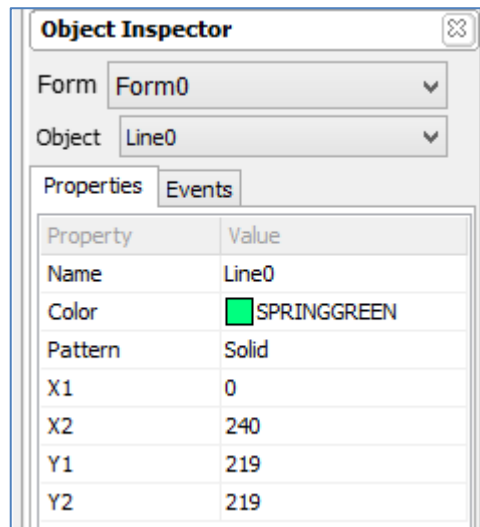 Object Inspector
Form Form0
Object Line0
Properties Events
Property Value
Name Line0
Color SPRINGGREEN
Pattern Solid
X1 0
X2 240
Y1 219
Y2 219